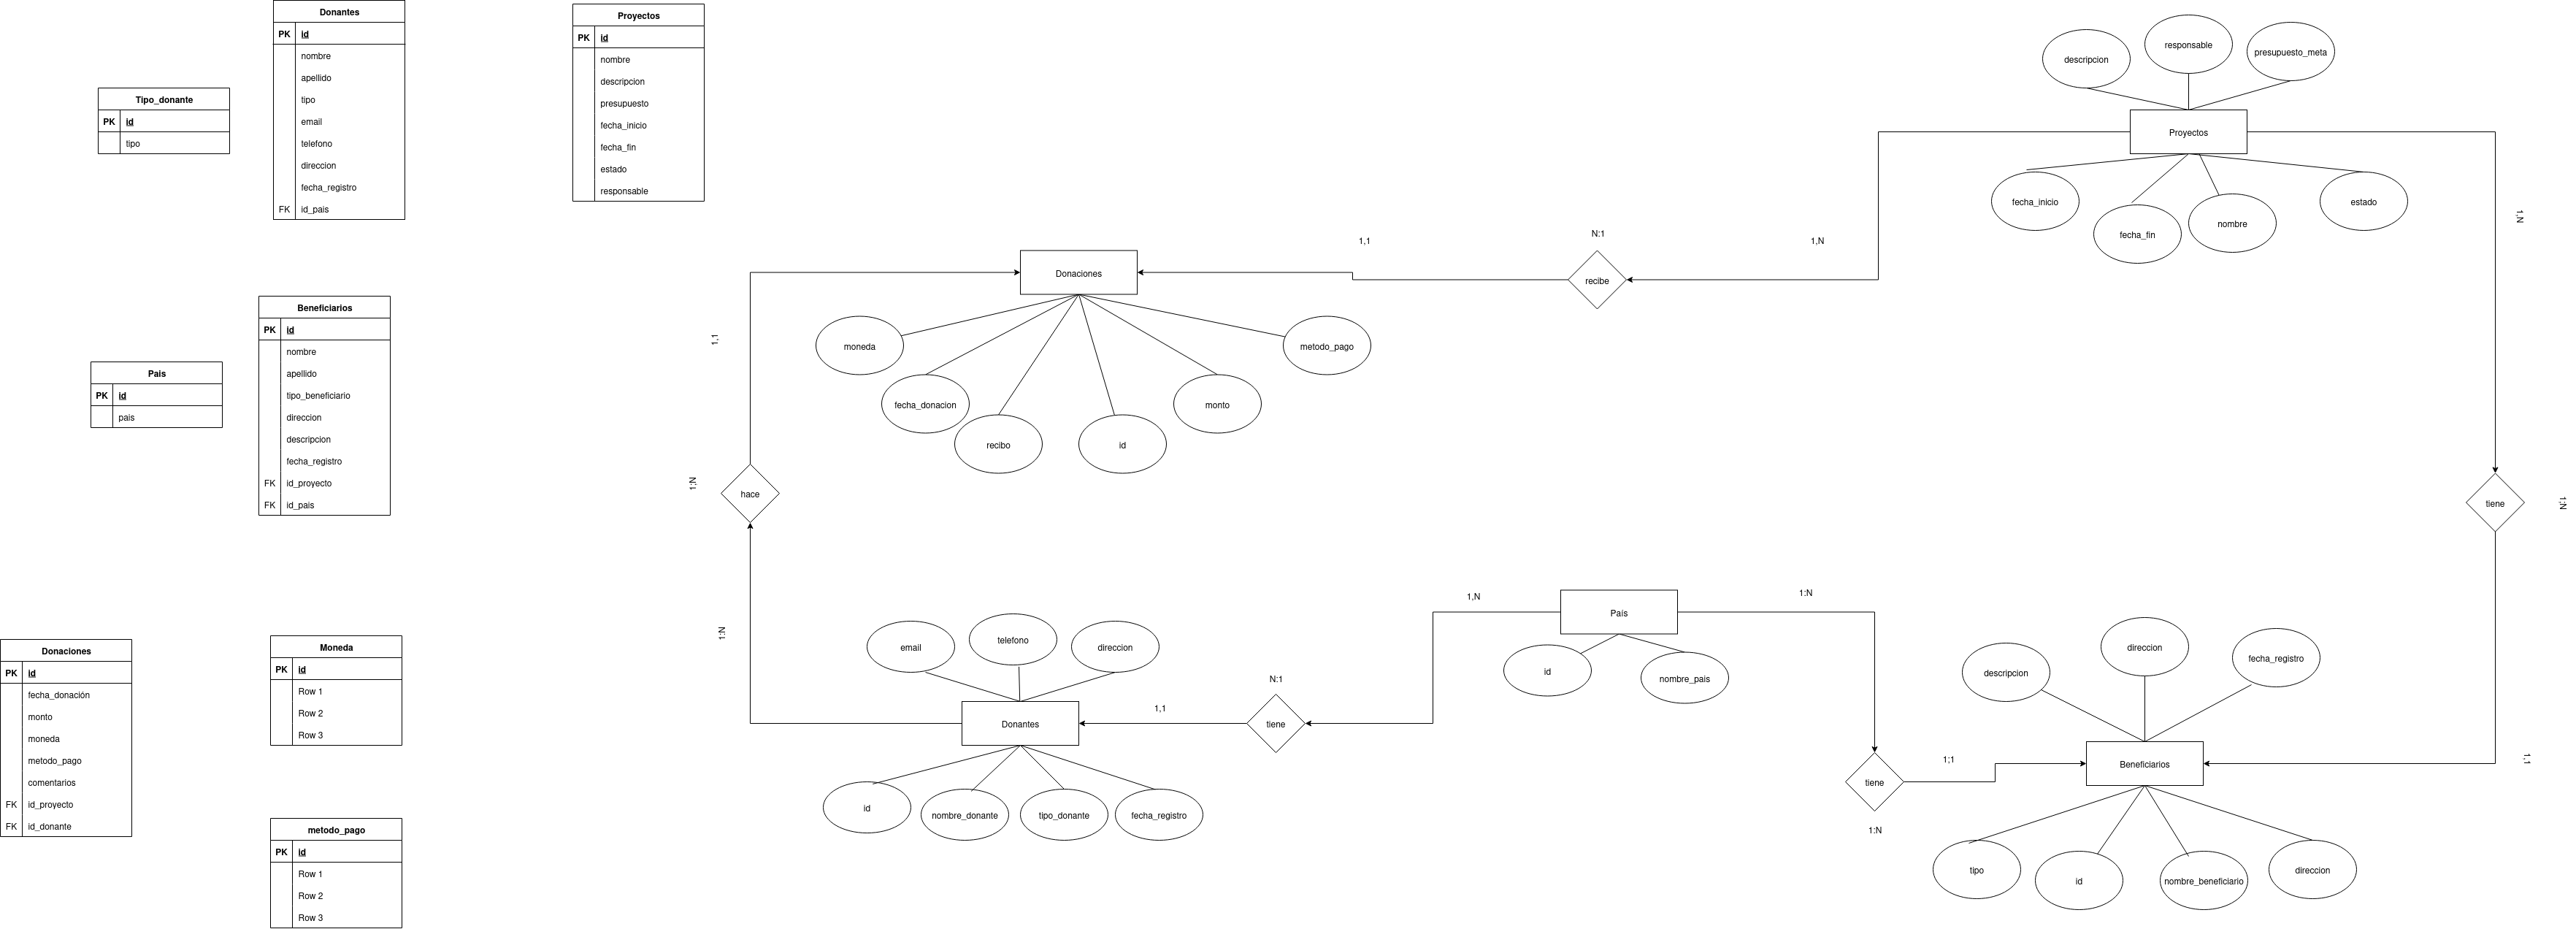 Donantes
PK id
nombre
apellido
tipo
email
telefono
direccion
fecha_registro
FK id_pais
Proyectos
PK id
nombre
descripcion
presupuesto
fecha_inicio
fecha_fin
estado
responsable
Tipo_donante
PK id
tipo
Beneficiarios
PK id
nombre
apellido
tipo_beneficiario
direccion
descripcion
fecha_registro
FK id_proyecto
FK id_pais
Pais
PK id
pais
Donaciones
PK id
fecha_donación
monto
moneda
metodo_pago
comentarios
FK id_proyecto
FK id_donante
Moneda
PK id
Row 1
Row 2
Row 3
metodo_pago
PK id
Row 1
Row 2
Row 3
descripcion
responsable
presupuesto_meta
Proyectos
fecha_inicio
fecha_fin
nombre
estado
1,N
N:1
1,1
1,N
recibe
Donaciones
moneda
metodo_pago
fecha_donacion
monto
recibo
id
1,1
N:1
hace
1:N
tiene
1:N
1,1
email
telefono
direccion
Donantes
id
nombre_donante
tipo_donante
fecha_registro
1,1
N:1
tiene
1,N
País
id
nombre_pais
1:N
tiene
1:N
1;1
descripcion
direccion
fecha_registro
Beneficiarios
tipo
id
nombre_beneficiario
direccion